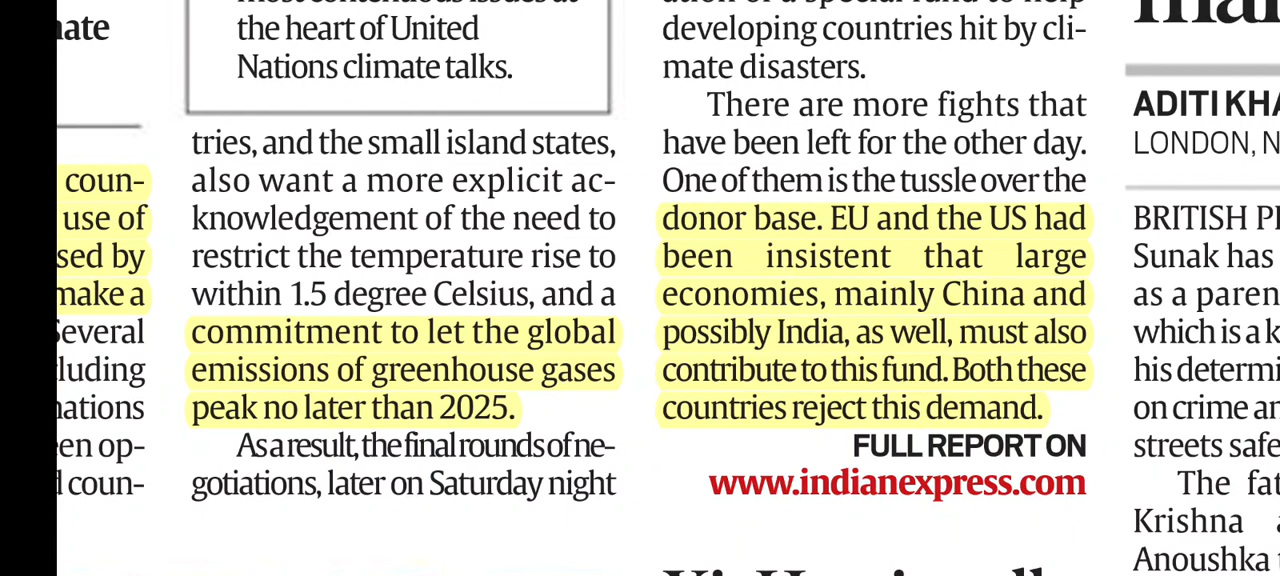 nate
coun-
use of
sed by
make a
Several
luding
nations
en op-
coun-
the heart of United
Nations climate talks.
tries, and the small island states,
also want a more explicit ac-
knowledgement of the need to
restrict the temperature rise to
within 1.5 degree Celsius, and a
commitment to let the global
emissions of greenhouse gases
peak no later than 2025.
As a result, the final rounds of ne-
gotiations, later on Saturday night
developing countries hit by cli-
mate disasters.
There are more fights that
have been left for the other day.
One of them is the tussle over the
donor base. EU and the US had
been insistent that large
economies, mainly China and
possibly India, as well, must also
contribute to this fund. Both these
countries reject this demand.
FULL REPORT ON
www.indianexpress.com
ADITI KHA
LONDON, N
BRITISH P
Sunak has
as a paren
which is a k
his determi
on crime an
streets safe
The fat
Krishna a
Anoushka